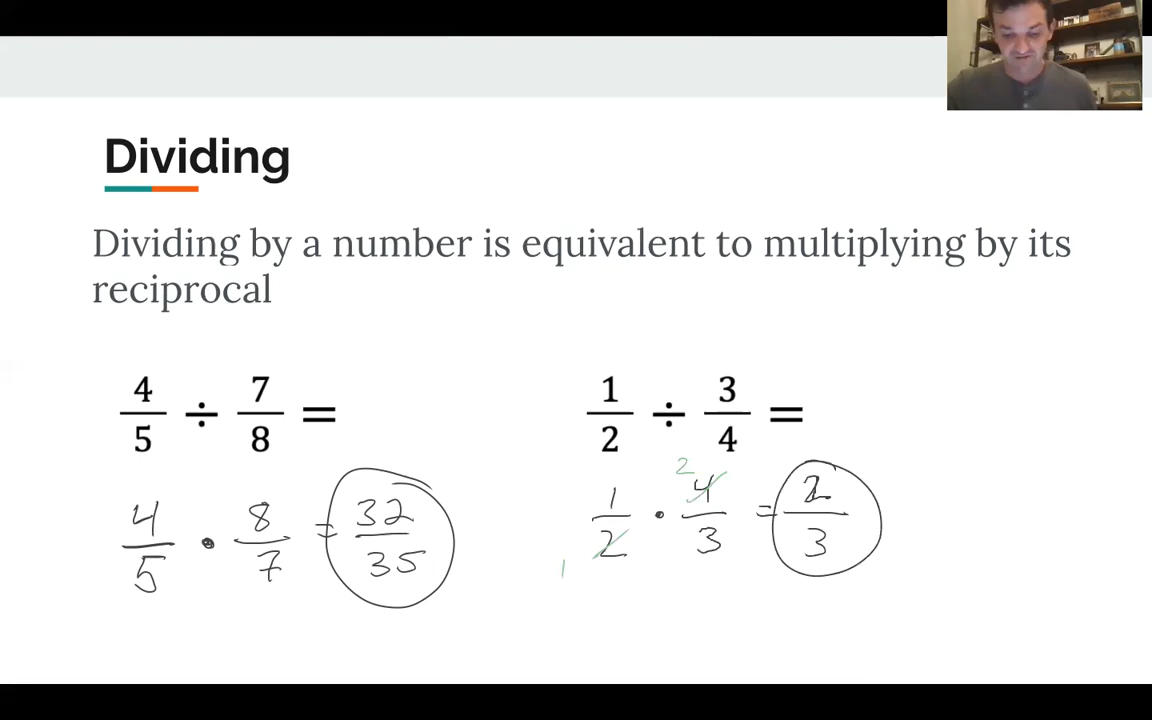 Dividing
Dividing by a number is equivalent to multiplying by its
reciprocal
4/5 ÷ 7/8 =
4/5 · 8/7 = 32/35
1/2 ÷ 3/4 =
2
1/2 · 4/3 = 2/3
1